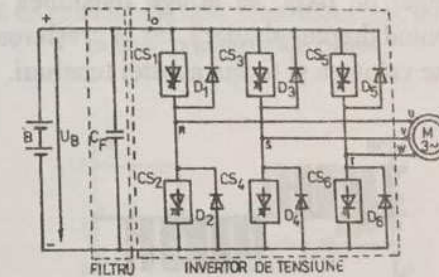 + I₀
CS₁ CS₃ CS₅
D₁ D₃ D₅
R U
B U_B C_F S V M 3~
T W
CS₂ CS₄ CS₆
D₂ D₄ D₆
-
FILTRU INVERTOR DE TENSIUNE